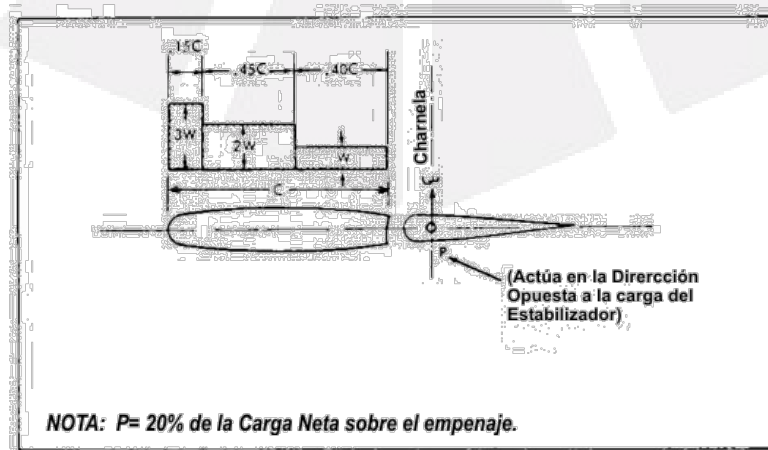 .15C
.45C
.40C
3W
2W
W
C
Charnela
P
(Actúa en la Dirercción
Opuesta a la carga del
Estabilizador)
NOTA: P= 20% de la Carga Neta sobre el empenaje.